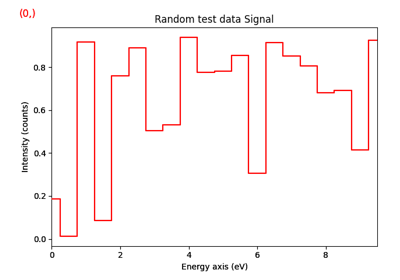 (0,)
Random test data Signal
Intensity (counts)
0.8
0.6
0.4
0.2
0.0
0 2 4 6 8
Energy axis (eV)